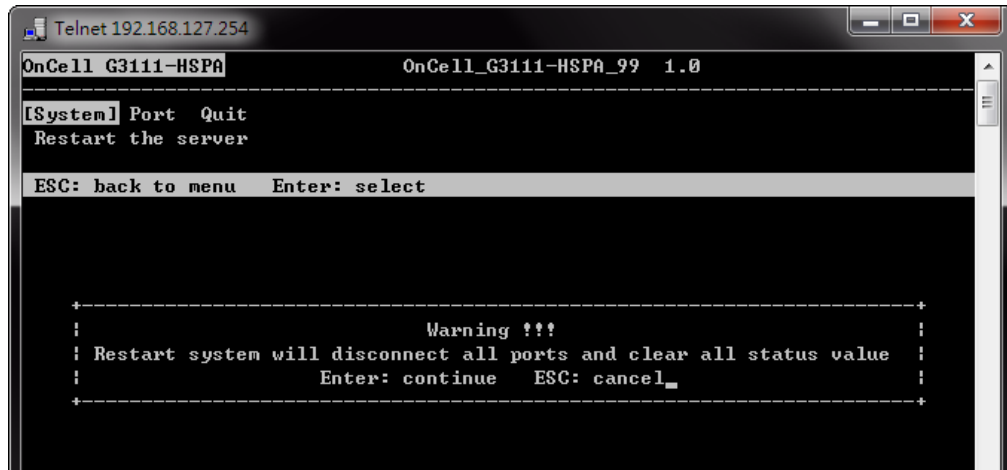 Telnet 192.168.127.254
OnCell G3111-HSPA OnCell_G3111-HSPA_99 1.0
[System] Port Quit
Restart the server
ESC: back to menu Enter: select
Warning !!!
Restart system will disconnect all ports and clear all status value
Enter: continue ESC: cancel_